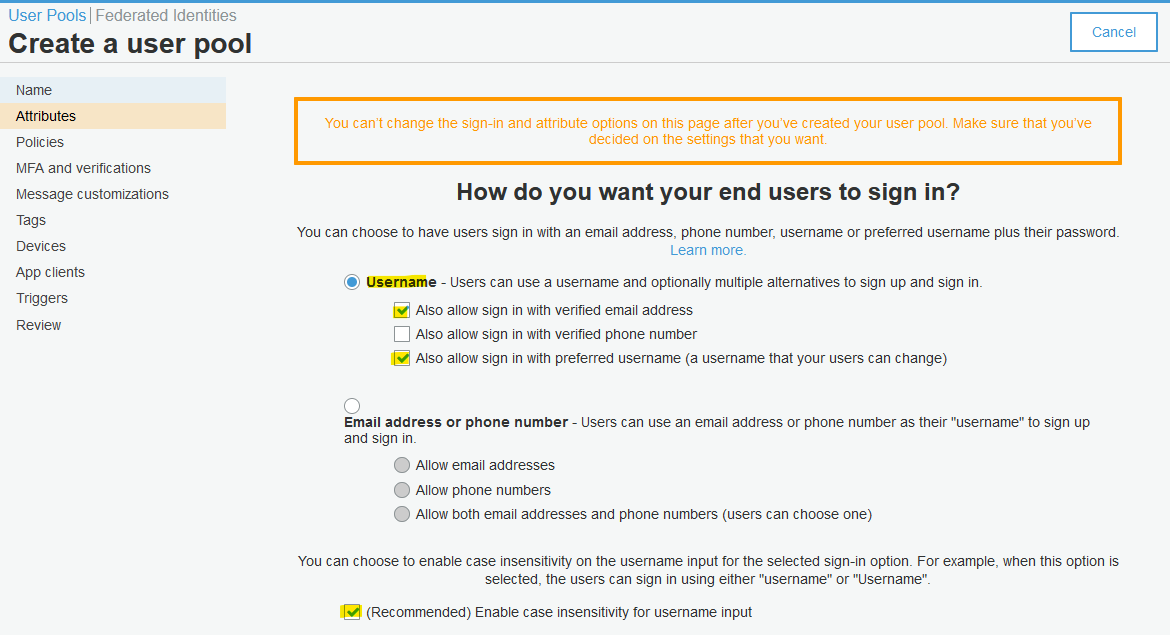 User Pools | Federated Identities
Create a user pool
Cancel
Name
Attributes
Policies
MFA and verifications
Message customizations
Tags
Devices
App clients
Triggers
Review
You can't change the sign-in and attribute options on this page after you've created your user pool. Make sure that you've
decided on the settings that you want.
How do you want your end users to sign in?
You can choose to have users sign in with an email address, phone number, username or preferred username plus their password.
Learn more.
Username - Users can use a username and optionally multiple alternatives to sign up and sign in.
Also allow sign in with verified email address
Also allow sign in with verified phone number
Also allow sign in with preferred username (a username that your users can change)
Email address or phone number - Users can use an email address or phone number as their "username" to sign up
and sign in.
Allow email addresses
Allow phone numbers
Allow both email addresses and phone numbers (users can choose one)
You can choose to enable case insensitivity on the username input for the selected sign-in option. For example, when this option is
selected, the users can sign in using either "username" or "Username".
(Recommended) Enable case insensitivity for username input